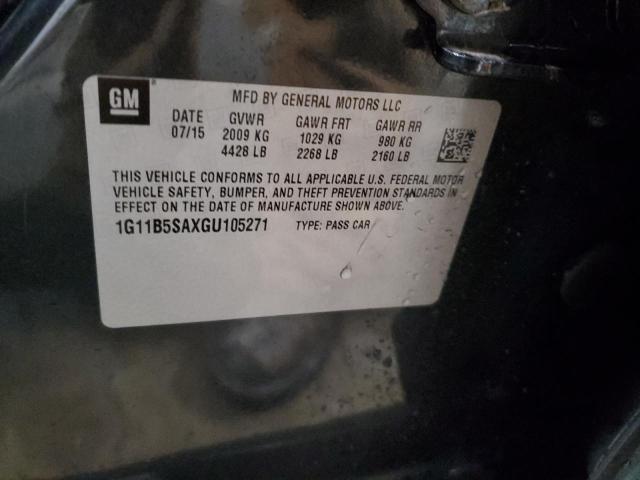 GM
MFD BY GENERAL MOTORS LLC
DATE GVWR GAWR FRT GAWR RR
07/15 2009 KG 1029 KG 980 KG
4428 LB 2268 LB 2160 LB
THIS VEHICLE CONFORMS TO ALL APPLICABLE U.S. FEDERAL MOTOR
VEHICLE SAFETY, BUMPER, AND THEFT PREVENTION STANDARDS IN
EFFECT ON THE DATE OF MANUFACTURE SHOWN ABOVE.
1G11B5SAXGU105271 TYPE: PASS CAR